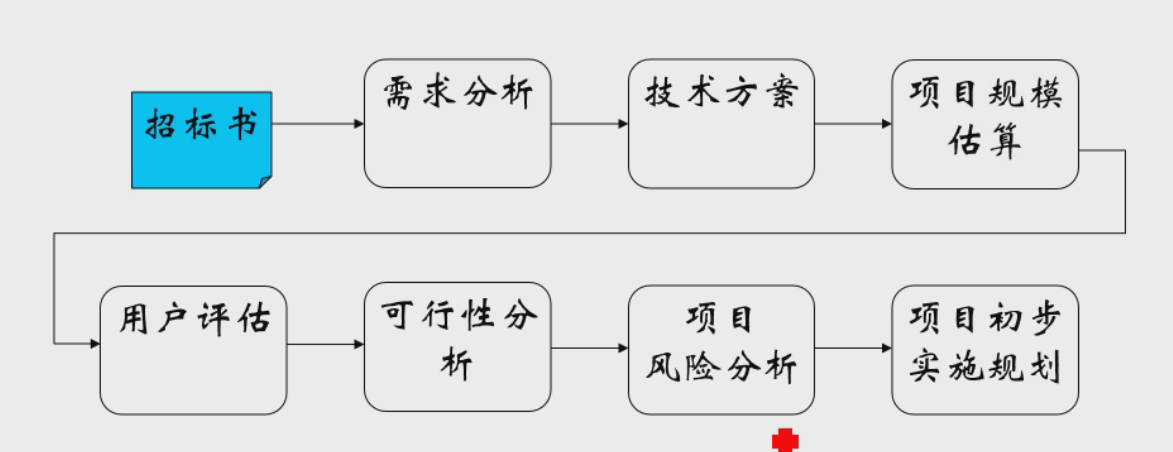 招标书
需求分析
技术方案
项目规模
估算
用户评估
可行性分
析
项目
风险分析
项目初步
实施规划